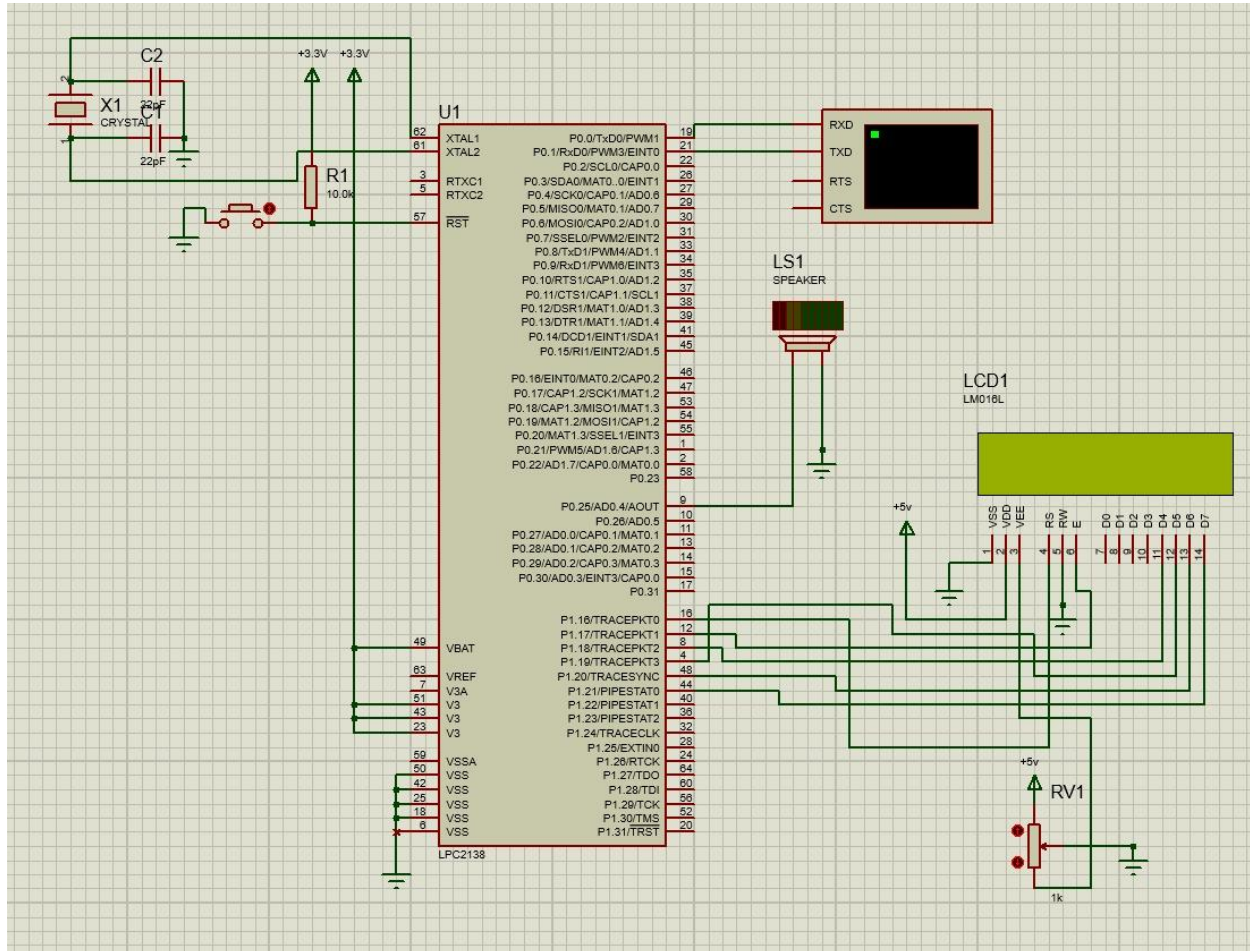 C2
22pF
X1
CRYSTAL
C1
22pF
2
1
+3.3V
+3.3V
R1
10.0k
U1
62 XTAL1
61 XTAL2
3 RTXC1
5 RTXC2
57 RST
49 VBAT
63 VREF
7 V3A
51 V3
43 V3
23 V3
59 VSSA
50 VSS
42 VSS
25 VSS
18 VSS
6 VSS
LPC2138
P0.0/TxD0/PWM1 19
P0.1/RxD0/PWM3/EINT0 21
P0.2/SCL0/CAP0.0 22
P0.3/SDA0/MAT0..0/EINT1 26
P0.4/SCK0/CAP0.1/AD0.6 27
P0.5/MISO0/MAT0.1/AD0.7 29
P0.6/MOSI0/CAP0.2/AD1.0 30
P0.7/SSEL0/PWM2/EINT2 31
P0.8/TxD1/PWM4/AD1.1 33
P0.9/RxD1/PWM6/EINT3 34
P0.10/RTS1/CAP1.0/AD1.2 35
P0.11/CTS1/CAP1.1/SCL1 37
P0.12/DSR1/MAT1.0/AD1.3 38
P0.13/DTR1/MAT1.1/AD1.4 39
P0.14/DCD1/EINT1/SDA1 41
P0.15/RI1/EINT2/AD1.5 45
P0.16/EINT0/MAT0.2/CAP0.2 46
P0.17/CAP1.2/SCK1/MAT1.2 47
P0.18/CAP1.3/MISO1/MAT1.3 53
P0.19/MAT1.2/MOSI1/CAP1.2 54
P0.20/MAT1.3/SSEL1/EINT3 55
P0.21/PWM5/AD1.6/CAP1.3 1
P0.22/AD1.7/CAP0.0/MAT0.0 2
P0.23 58
P0.25/AD0.4/AOUT 9
P0.26/AD0.5 10
P0.27/AD0.0/CAP0.1/MAT0.1 11
P0.28/AD0.1/CAP0.2/MAT0.2 13
P0.29/AD0.2/CAP0.3/MAT0.3 14
P0.30/AD0.3/EINT3/CAP0.0 15
P0.31 17
P1.16/TRACEPKT0 16
P1.17/TRACEPKT1 12
P1.18/TRACEPKT2 8
P1.19/TRACEPKT3 4
P1.20/TRACESYNC 48
P1.21/PIPESTAT0 44
P1.22/PIPESTAT1 40
P1.23/PIPESTAT2 36
P1.24/TRACECLK 32
P1.25/EXTIN0 28
P1.26/RTCK 24
P1.27/TDO 64
P1.28/TDI 60
P1.29/TCK 56
P1.30/TMS 52
P1.31/TRST 20
RXD
TXD
RTS
CTS
LS1
SPEAKER
LCD1
LM016L
+5v
VSS VDD VEE RS RW E D0 D1 D2 D3 D4 D5 D6 D7
1 2 3 4 5 6 7 8 9 10 11 12 13 14
+5v
RV1
1k